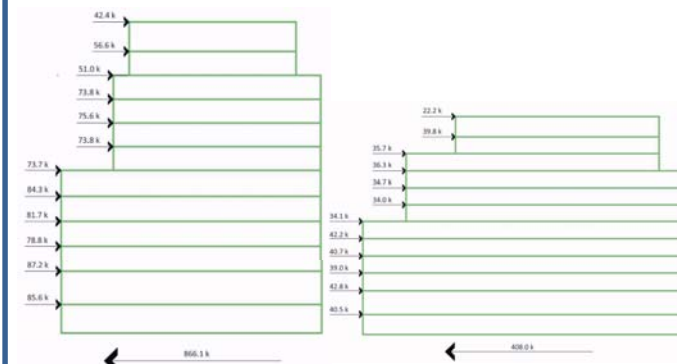 42.4 k
56.6 k
51.0 k
73.8 k
75.6 k
73.8 k
73.7 k
84.3 k
81.7 k
78.8 k
87.2 k
85.6 k
866.1 k
22.2 k
39.8 k
35.7 k
36.3 k
34.7 k
34.0 k
34.1 k
42.2 k
40.7 k
39.0 k
42.8 k
40.5 k
408.0 k